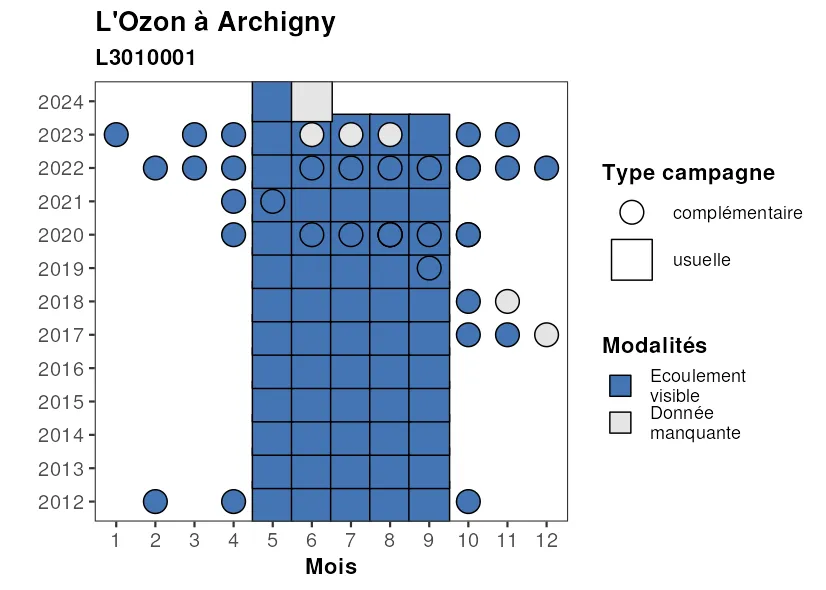 L'Ozon à Archigny
L3010001
2024
2023
2022
2021
2020
2019
2018
2017
2016
2015
2014
2013
2012
1 2 3 4 5 6 7 8 9 10 11 12
Mois
Type campagne
complémentaire
usuelle
Modalités
Ecoulement
visible
Donnée
manquante